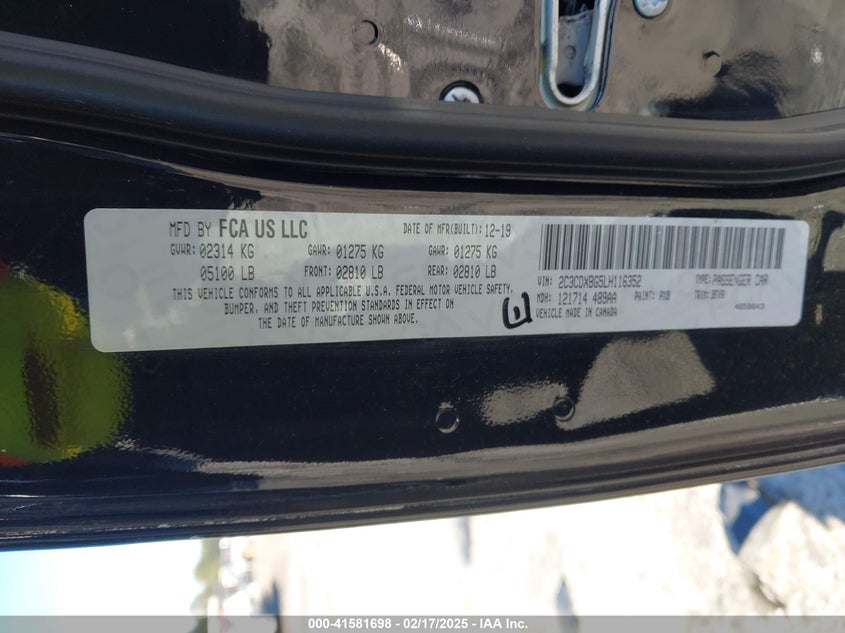 MFD BY FCA US LLC DATE OF MFR(BUILT): 12-19
GVWR: 02314 KG GAWR: 01275 KG GAWR: 01275 KG
05100 LB FRONT: 02810 LB REAR: 02810 LB
THIS VEHICLE CONFORMS TO ALL APPLICABLE U.S.A. FEDERAL MOTOR VEHICLE SAFETY,
BUMPER, AND THEFT PREVENTION STANDARDS IN EFFECT ON
THE DATE OF MANUFACTURE SHOWN ABOVE.
VIN: 2C3CDXBG5LH116352 TYPE: PASSENGER CAR
MDH: 121714 489AA PAINT: PX8 TRIM:
VEHICLE MADE IN CANADA
000-41581698 - 02/17/2025 - IAA Inc.